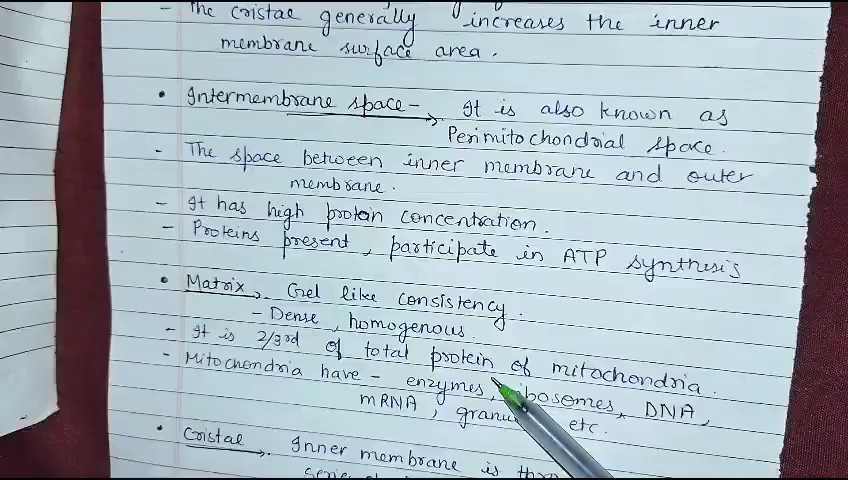 - The cristae generally increases the inner
membrane surface area.
• Intermembrane space - It is also known as
Perimitochondrial space.
- The space between inner membrane and outer
membrane.
- It has high protein concentration.
- Proteins present, participate in ATP synthesis
• Matrix Gel like consistency.
- Dense, homogenous
- It is 2/3rd of total protein of mitochondria.
- Mitochondria have - enzymes, ribosomes, DNA,
mRNA, etc.
• Cristae Inner membrane is